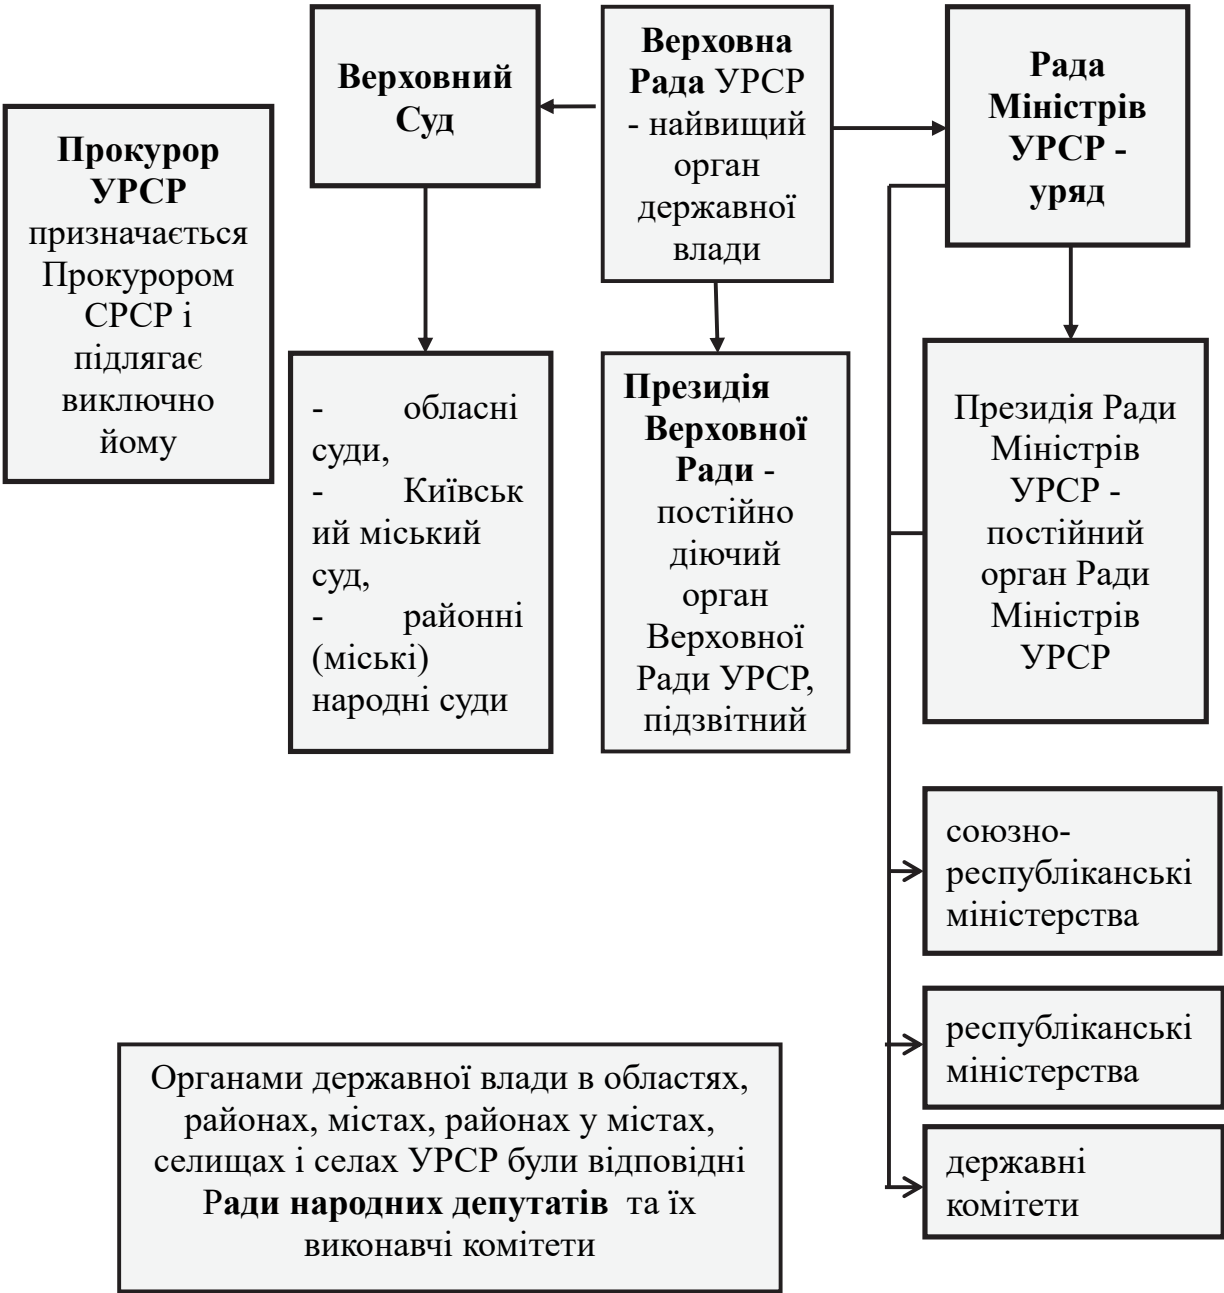 Верховний
Суд
Верховна
Рада УРСР
- найвищий
орган
державної
влади
Рада
Міністрів
УРСР -
уряд
Прокурор
УРСР
призначається
Прокурором
СРСР і
підлягає
виключно
йому
- обласні
суди,
- Київськ
ий міський
суд,
- районні
(міські)
народні суди
Президія
Верховної
Ради -
постійно
діючий
орган
Верховної
Ради УРСР,
підзвітний
Президія Ради
Міністрів
УРСР -
постійний
орган Ради
Міністрів
УРСР
союзно-
республіканські
міністерства
республіканські
міністерства
державні
комітети
Органами державної влади в областях,
районах, містах, районах у містах,
селищах і селах УРСР були відповідні
Ради народних депутатів та їх
виконавчі комітети